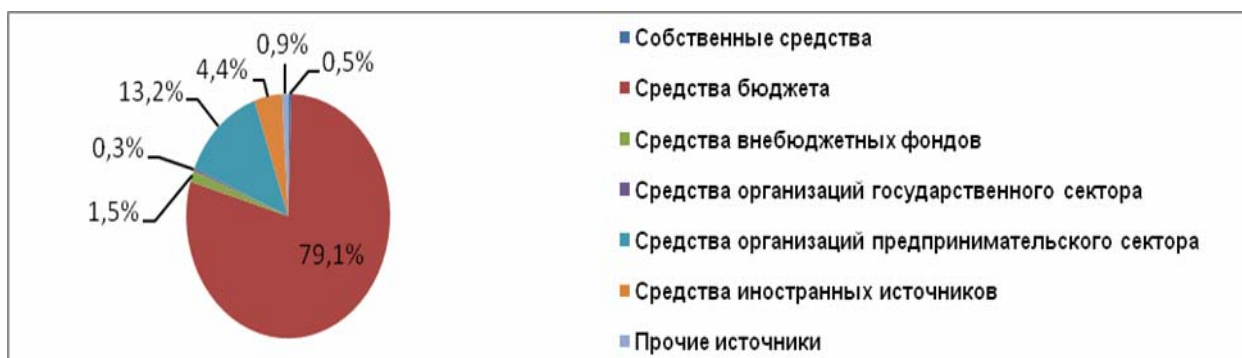 0,9%
0,5%
4,4%
13,2%
0,3%
1,5%
79,1%
Собственные средства
Средства бюджета
Средства внебюджетных фондов
Средства организаций государственного сектора
Средства организаций предпринимательского сектора
Средства иностранных источников
Прочие источники